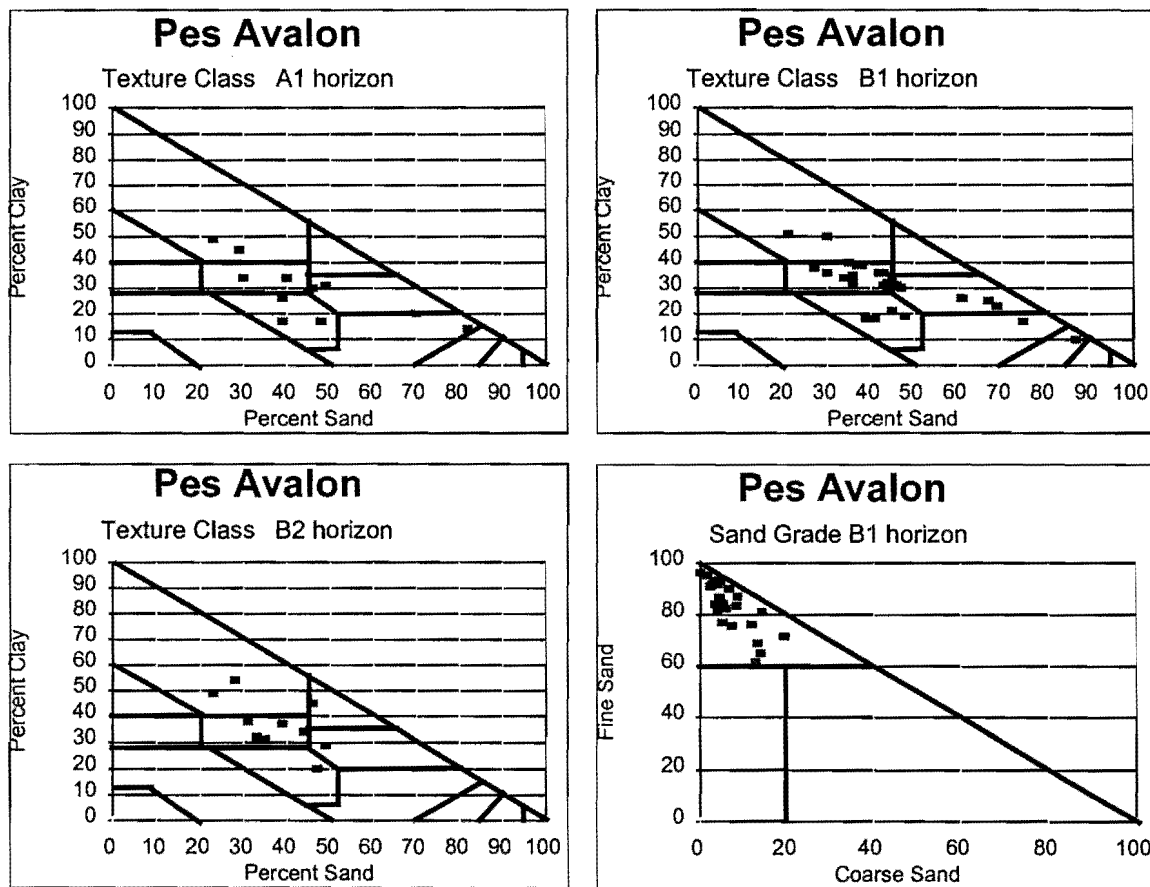 Pes Avalon
Texture Class A1 horizon
Percent Clay
100
90
80
70
60
50
40
30
20
10
0
0 10 20 30 40 50 60 70 80 90 100
Percent Sand
Pes Avalon
Texture Class B1 horizon
Percent Clay
100
90
80
70
60
50
40
30
20
10
0
0 10 20 30 40 50 60 70 80 90 100
Percent Sand
Pes Avalon
Texture Class B2 horizon
Percent Clay
100
90
80
70
60
50
40
30
20
10
0
0 10 20 30 40 50 60 70 80 90 100
Percent Sand
Pes Avalon
Sand Grade B1 horizon
Fine Sand
100
80
60
40
20
0
0 20 40 60 80 100
Coarse Sand